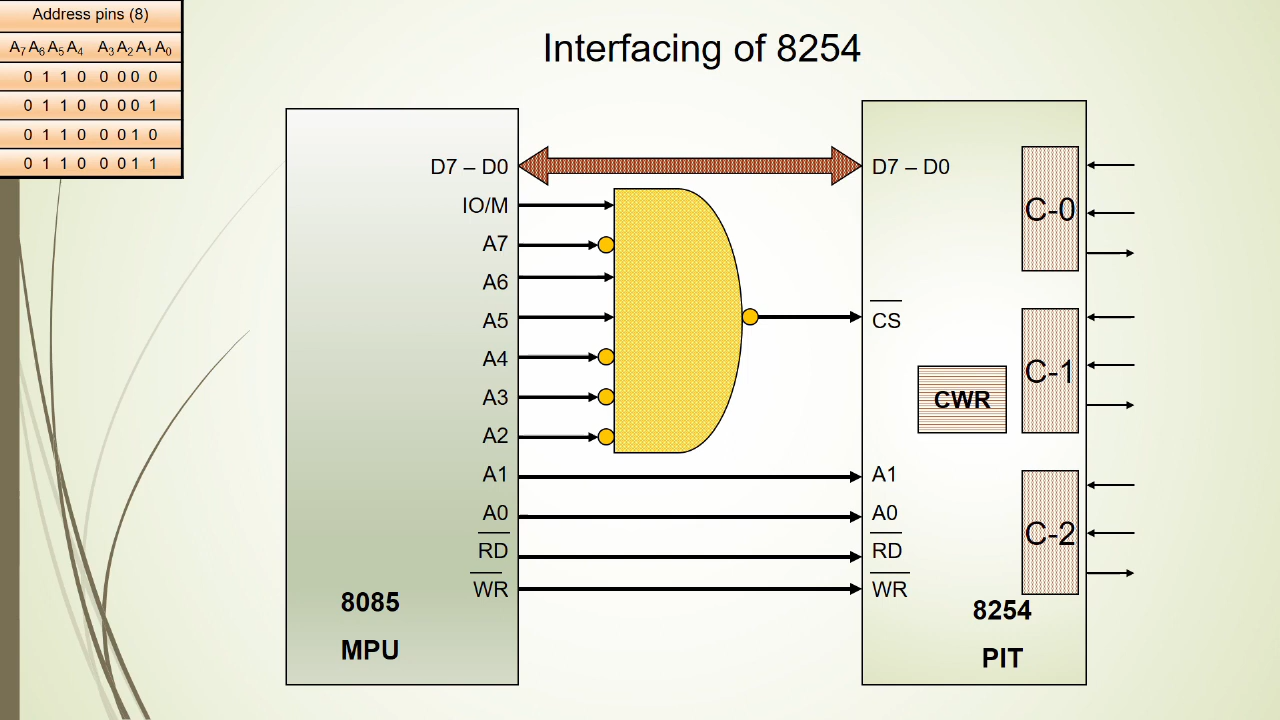 Address pins (8)
A7 A6 A5 A4 A3 A2 A1 A0
0 1 1 0 0 0 0 0
0 1 1 0 0 0 0 1
0 1 1 0 0 0 1 0
0 1 1 0 0 0 1 1
Interfacing of 8254
D7 – D0
IO/M
A7
A6
A5
A4
A3
A2
A1
A0
RD
WR
8085
MPU
D7 – D0
CS
CWR
A1
A0
RD
WR
C-0
C-1
C-2
8254
PIT